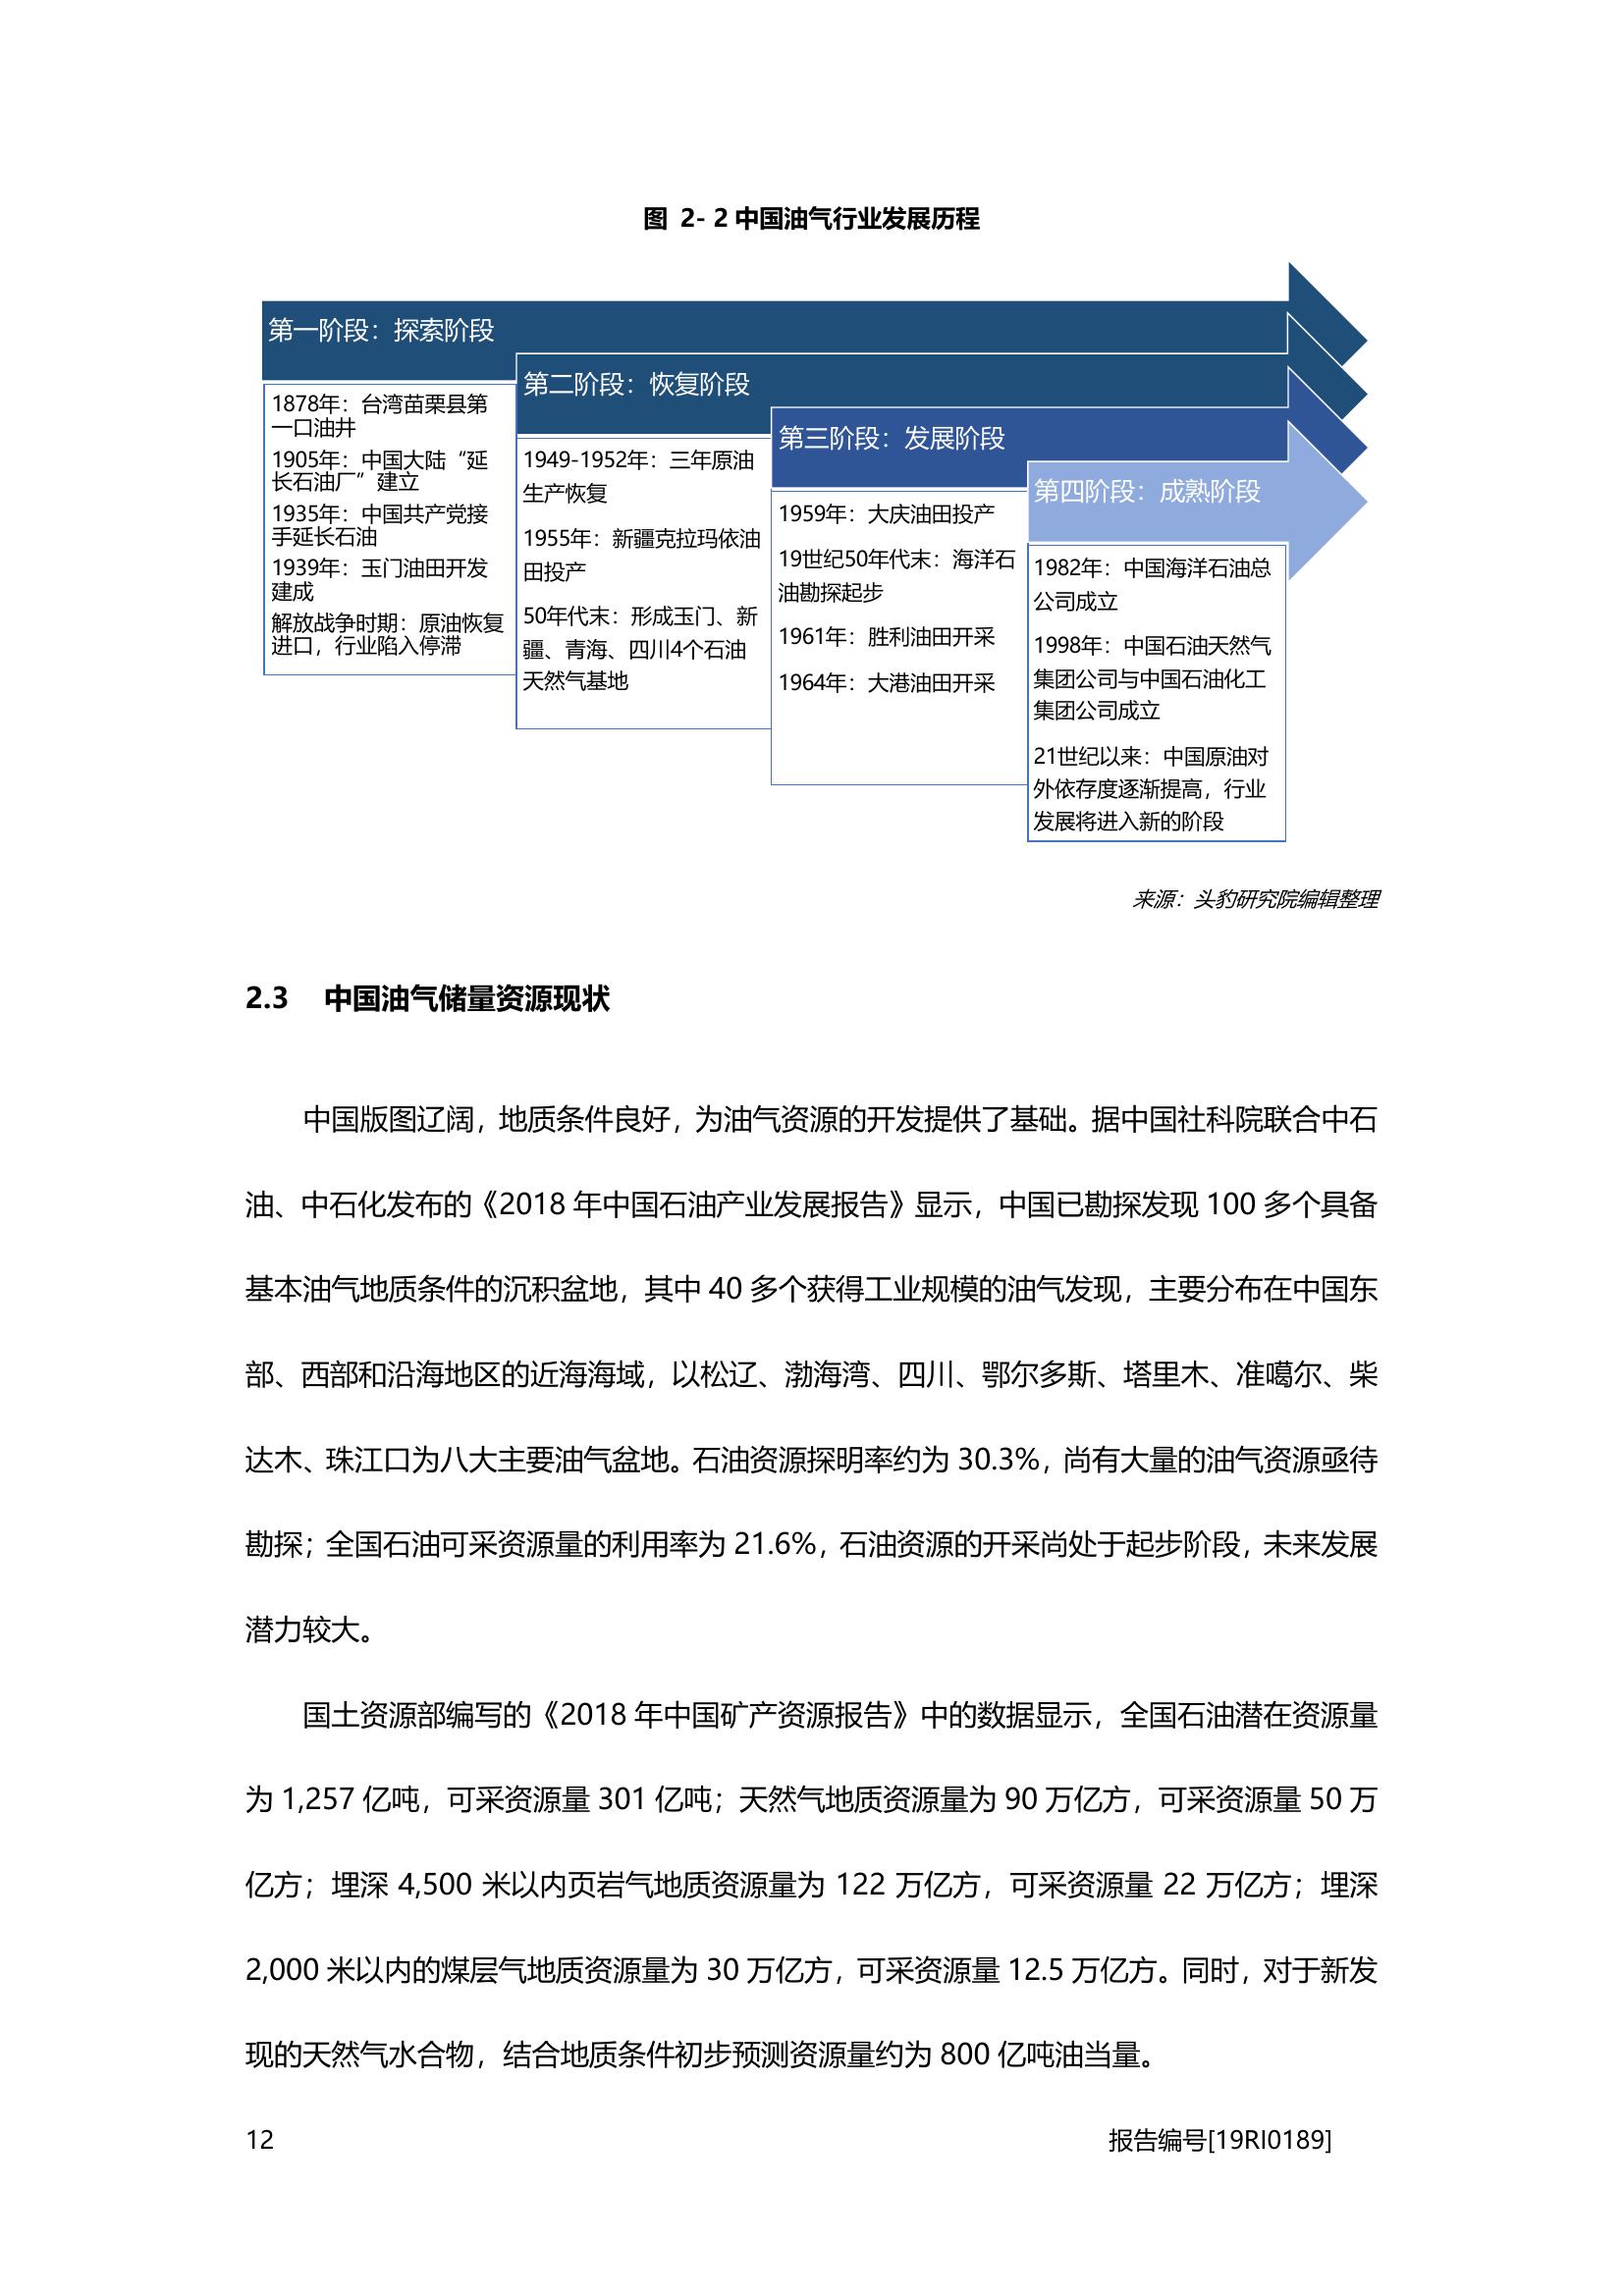 图 2- 2 中国油气行业发展历程
第一阶段：探索阶段
1878年：台湾苗栗县第
一口油井
1905年：中国大陆“延
长石油厂”建立
1935年：中国共产党接
手延长石油
1939年：玉门油田开发
建成
解放战争时期：原油恢复
进口，行业陷入停滞
第二阶段：恢复阶段
1949-1952年：三年原油
生产恢复
1955年：新疆克拉玛依油
田投产
50年代末：形成玉门、新
疆、青海、四川4个石油
天然气基地
第三阶段：发展阶段
1959年：大庆油田投产
19世纪50年代末：海洋石
油勘探起步
1961年：胜利油田开采
1964年：大港油田开采
第四阶段：成熟阶段
1982年：中国海洋石油总
公司成立
1998年：中国石油天然气
集团公司与中国石油化工
集团公司成立
21世纪以来：中国原油对
外依存度逐渐提高，行业
发展将进入新的阶段
来源：头豹研究院编辑整理
2.3 中国油气储量资源现状
中国版图辽阔，地质条件良好，为油气资源的开发提供了基础。据中国社科院联合中石
油、中石化发布的《2018 年中国石油产业发展报告》显示，中国已勘探发现 100 多个具备
基本油气地质条件的沉积盆地，其中 40 多个获得工业规模的油气发现，主要分布在中国东
部、西部和沿海地区的近海海域，以松辽、渤海湾、四川、鄂尔多斯、塔里木、准噶尔、柴
达木、珠江口为八大主要油气盆地。石油资源探明率约为 30.3%，尚有大量的油气资源亟待
勘探；全国石油可采资源量的利用率为 21.6%，石油资源的开采尚处于起步阶段，未来发展
潜力较大。
国土资源部编写的《2018 年中国矿产资源报告》中的数据显示，全国石油潜在资源量
为 1,257 亿吨，可采资源量 301 亿吨；天然气地质资源量为 90 万亿方，可采资源量 50 万
亿方；埋深 4,500 米以内页岩气地质资源量为 122 万亿方，可采资源量 22 万亿方；埋深
2,000 米以内的煤层气地质资源量为 30 万亿方，可采资源量 12.5 万亿方。同时，对于新发
现的天然气水合物，结合地质条件初步预测资源量约为 800 亿吨油当量。
12 报告编号[19RI0189]